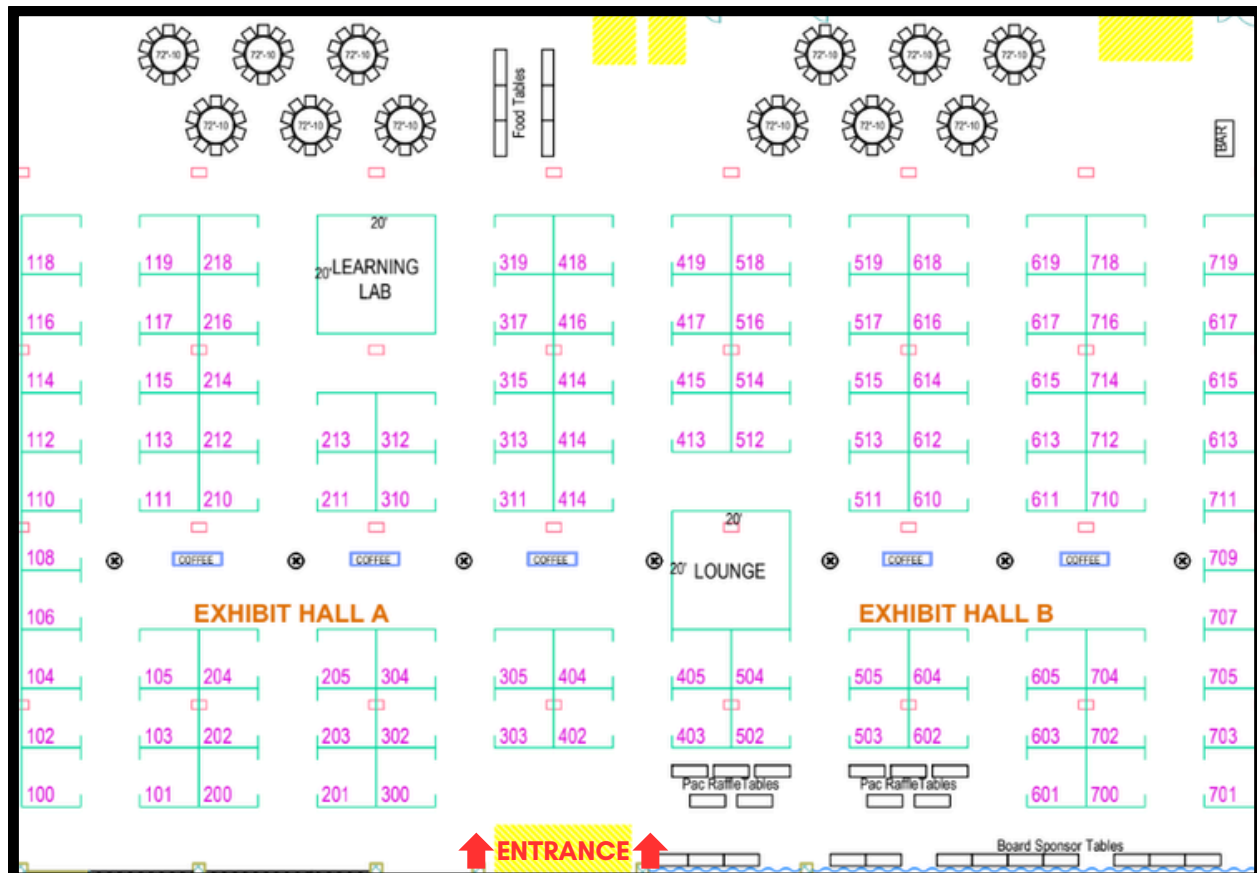 72"-10 72"-10 72"-10 72"-10 72"-10 72"-10
72"-10 72"-10 72"-10 72"-10 72"-10 72"-10
Food Tables
BAR
20'
118 119 218 20' LEARNING 319 418 419 518 519 618 619 718 719
LAB
116 117 216 317 416 417 516 517 616 617 716 617
114 115 214 315 414 415 514 515 614 615 714 615
112 113 212 213 312 313 414 413 512 513 612 613 712 613
110 111 210 211 310 311 414 511 610 611 710 711
20'
108 COFFEE COFFEE COFFEE 20' LOUNGE COFFEE COFFEE 709
106 EXHIBIT HALL A EXHIBIT HALL B 707
104 105 204 205 304 305 404 405 504 505 604 605 704 705
102 103 202 203 302 303 402 403 502 503 602 603 702 703
Pac RaffleTables Pac RaffleTables
100 101 200 201 300 601 700 701
ENTRANCE
Board Sponsor Tables